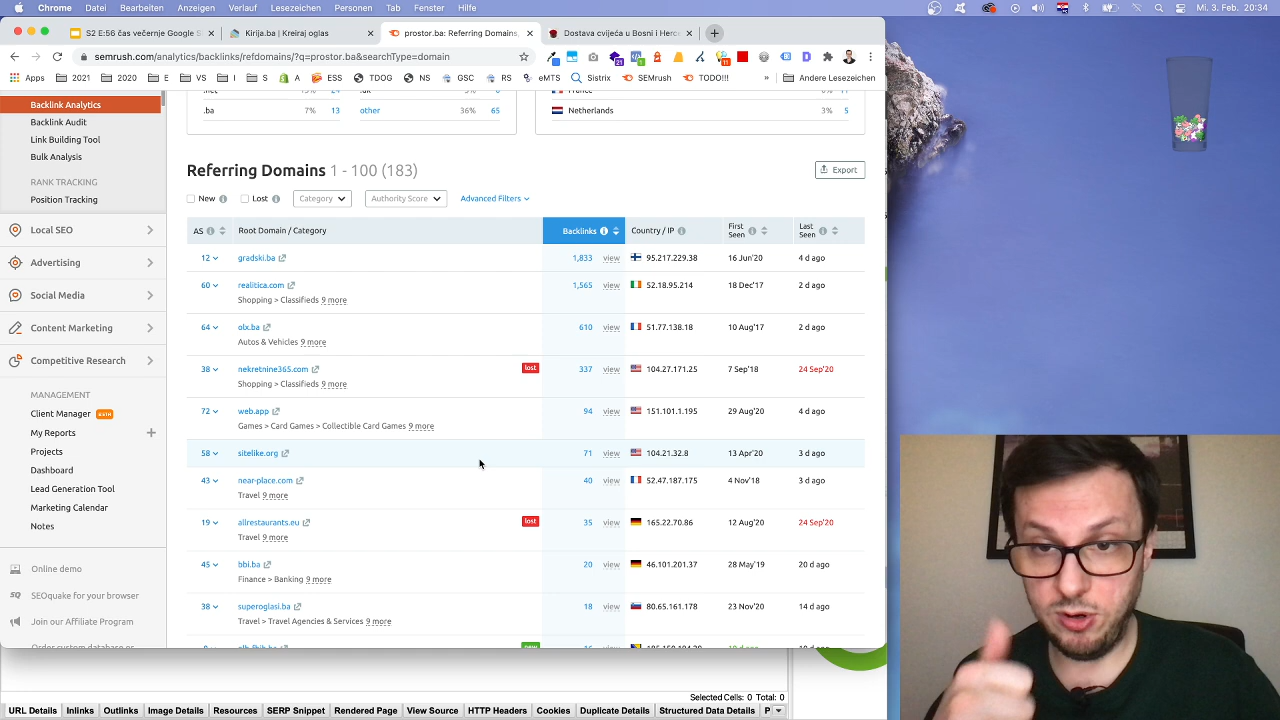 Chrome Datei Bearbeiten Anzeigen Verlauf Lesezeichen Personen Tab Fenster Hilfe Mi. 3. Feb. 20:34
S2 E:56 čas večernje Google S Kirija.ba | Kreiraj oglas prostor.ba: Referring Domains, Dostava cvijeća u Bosni i Herce
semrush.com/analytics/backlinks/refdomains/?q=prostor.ba&searchType=domain
Apps 2021 2020 E V S A ESS TDOG NS GSC RS eMTS Sistrix SEMrush TODO!!! » Andere Lesezeichen
Backlink Analytics
Backlink Audit
Link Building Tool
Bulk Analysis
RANK TRACKING
Position Tracking
Local SEO
Advertising
Social Media
Content Marketing
Competitive Research
MANAGEMENT
Client Manager BETA
My Reports
Projects
Dashboard
Lead Generation Tool
Marketing Calendar
Notes
Online demo
SEOquake for your browser
Join our Affiliate Program
Order custom database or
.ba 7% 13 other 36% 65 Netherlands 3% 5
Referring Domains 1 - 100 (183) Export
New Lost Category Authority Score Advanced Filters
AS Root Domain / Category Backlinks Country / IP First Seen Last Seen
12 gradski.ba 1,833 view 95.217.229.38 16 Jun'20 4 d ago
60 realitica.com 1,565 view 52.18.95.214 18 Dec'17 2 d ago
Shopping > Classifieds 9 more
64 olx.ba 610 view 51.77.138.18 10 Aug'17 2 d ago
Autos & Vehicles 9 more
38 nekretnine365.com lost 337 view 104.27.171.25 7 Sep'18 24 Sep'20
Shopping > Classifieds 9 more
72 web.app 94 view 151.101.1.195 29 Aug'20 4 d ago
Games > Card Games > Collectible Card Games 9 more
58 sitelike.org 71 view 104.21.32.8 13 Apr'20 3 d ago
43 near-place.com 40 view 52.47.187.175 4 Nov'18 3 d ago
Travel 9 more
19 allrestaurants.eu lost 35 view 165.22.70.86 12 Aug'20 24 Sep'20
Travel 9 more
45 bbi.ba 20 view 46.101.201.37 28 May'19 20 d ago
Finance > Banking 9 more
38 superoglasi.ba 18 view 80.65.161.178 23 Nov'20 14 d ago
Travel > Travel Agencies & Services 9 more
Selected Cells: 0 Total: 0
URL Details Inlinks Outlinks Image Details Resources SERP Snippet Rendered Page View Source HTTP Headers Cookies Duplicate Details Structured Data Details P